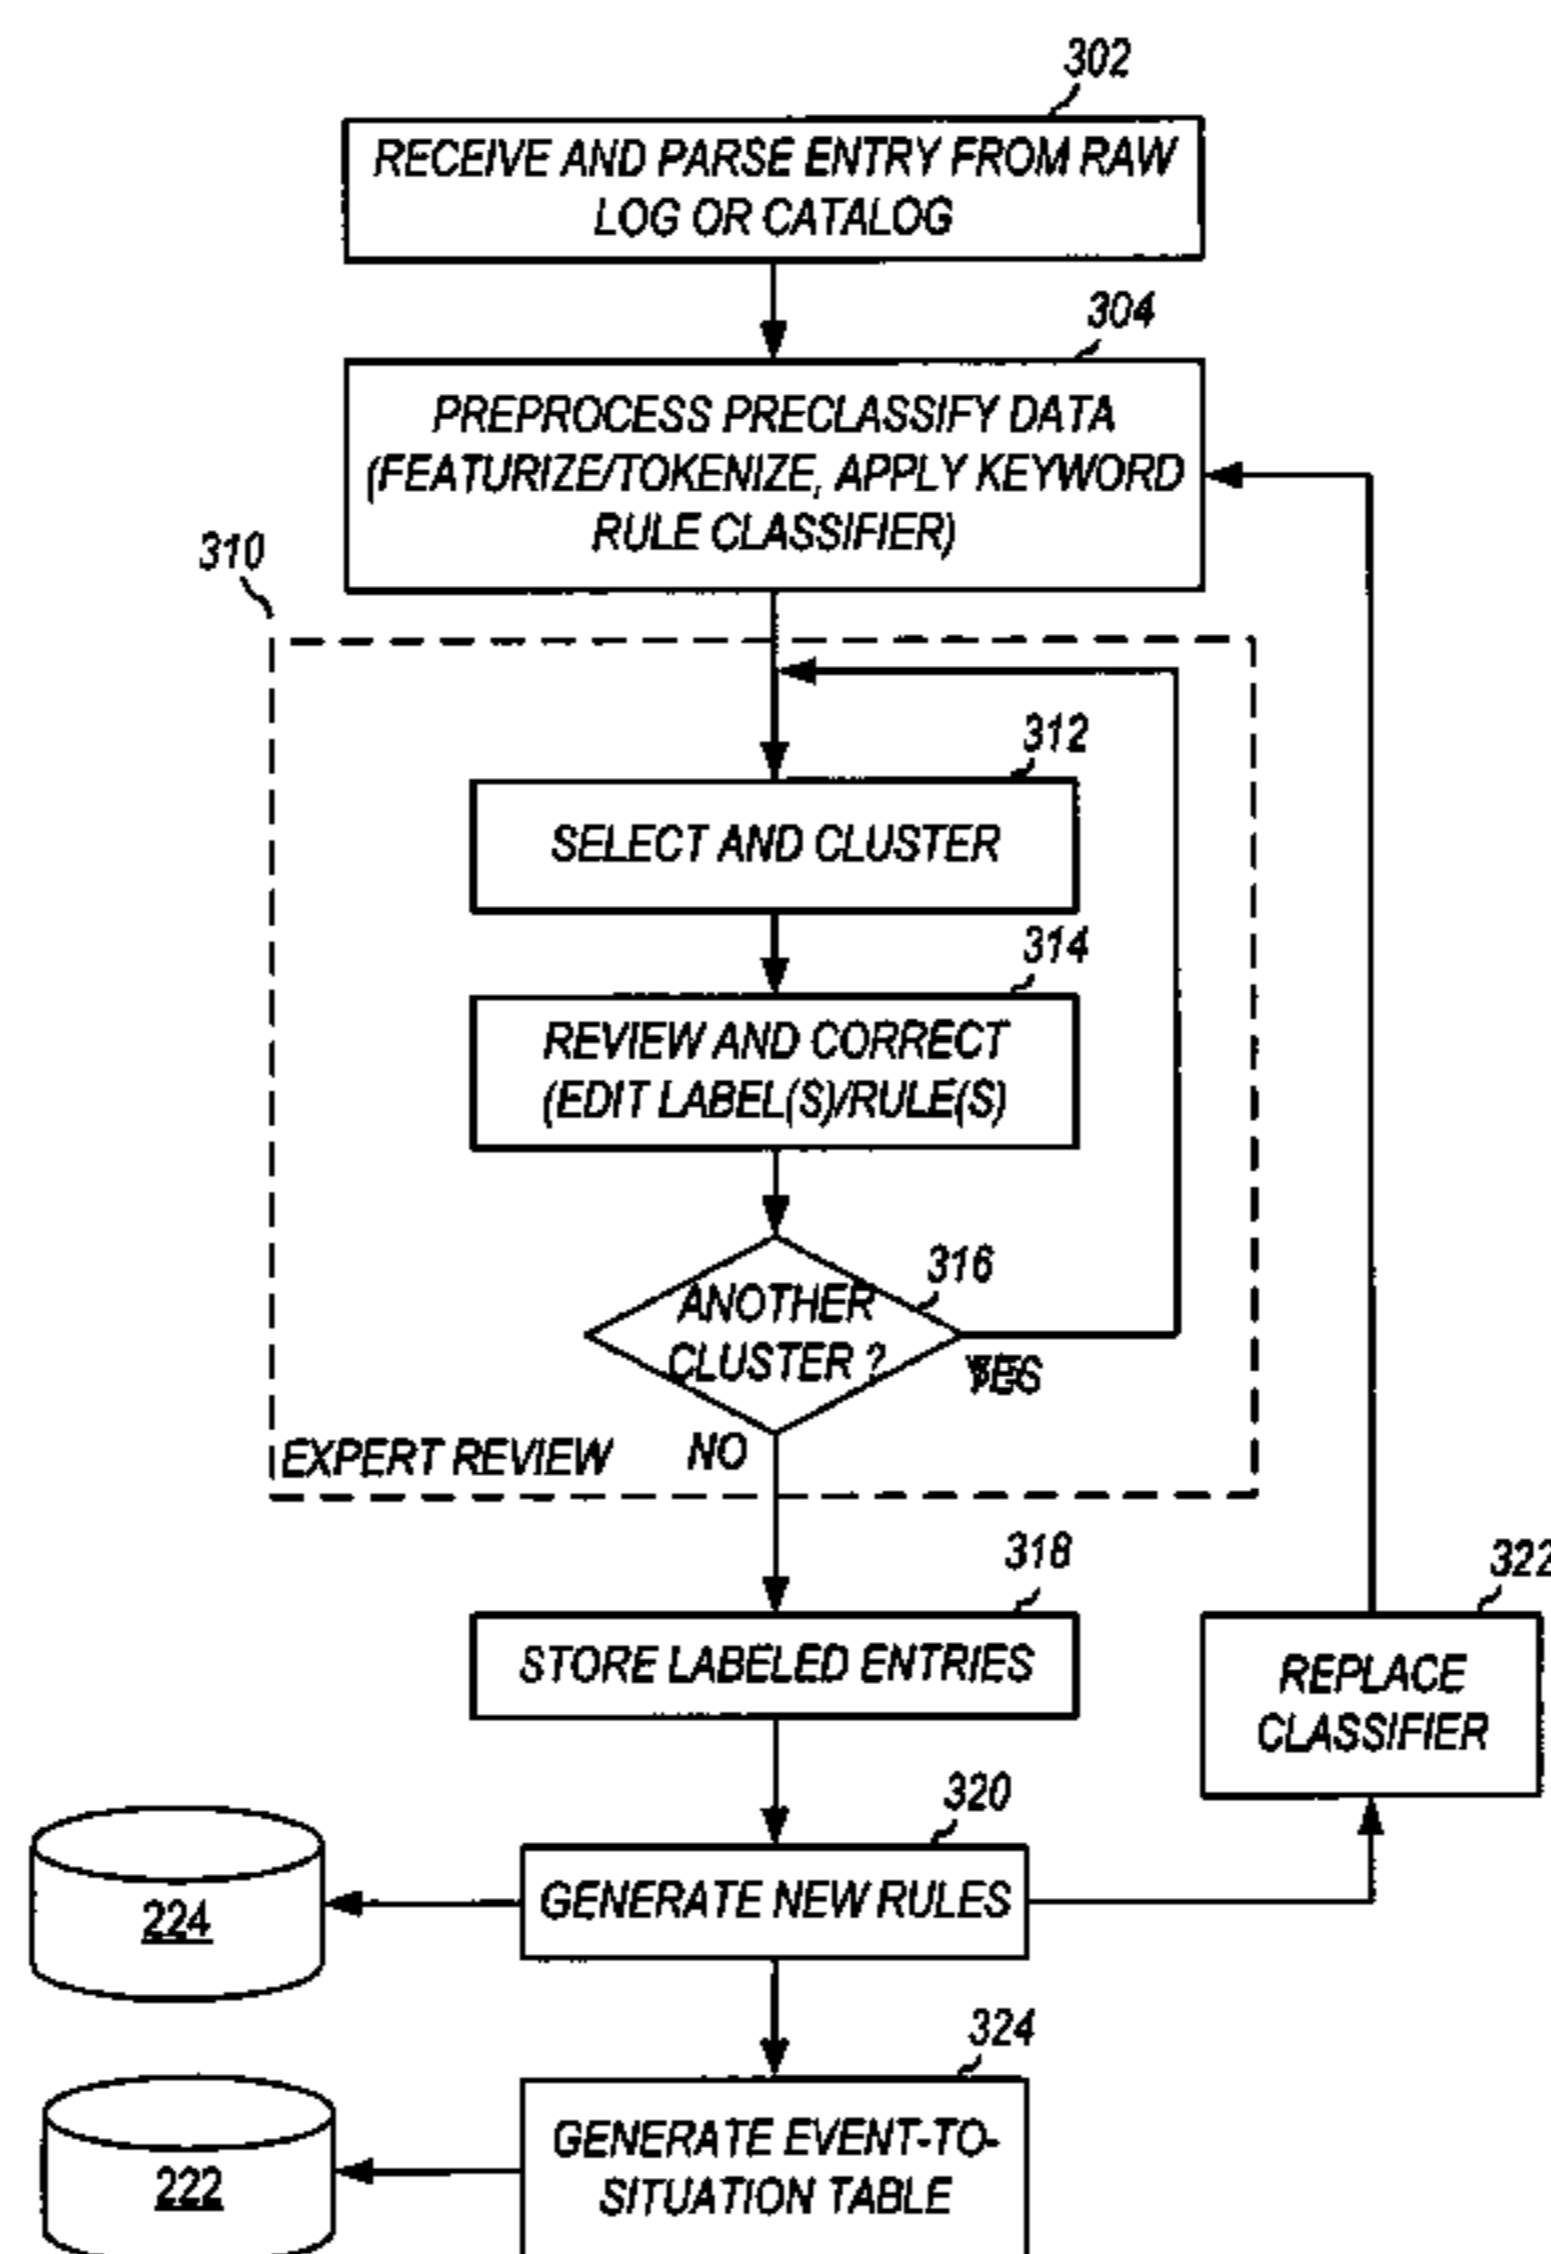 302
RECEIVE AND PARSE ENTRY FROM RAW
LOG OR CATALOG
304
PREPROCESS PRECLASSIFY DATA
(FEATURIZE/TOKENIZE, APPLY KEYWORD
RULE CLASSIFIER)
310
312
SELECT AND CLUSTER
314
REVIEW AND CORRECT
(EDIT LABEL(S)/RULE(S)
316
ANOTHER
CLUSTER ?
YES
NO
EXPERT REVIEW
318
STORE LABELED ENTRIES
322
REPLACE
CLASSIFIER
320
GENERATE NEW RULES
224
324
GENERATE EVENT-TO-
SITUATION TABLE
222